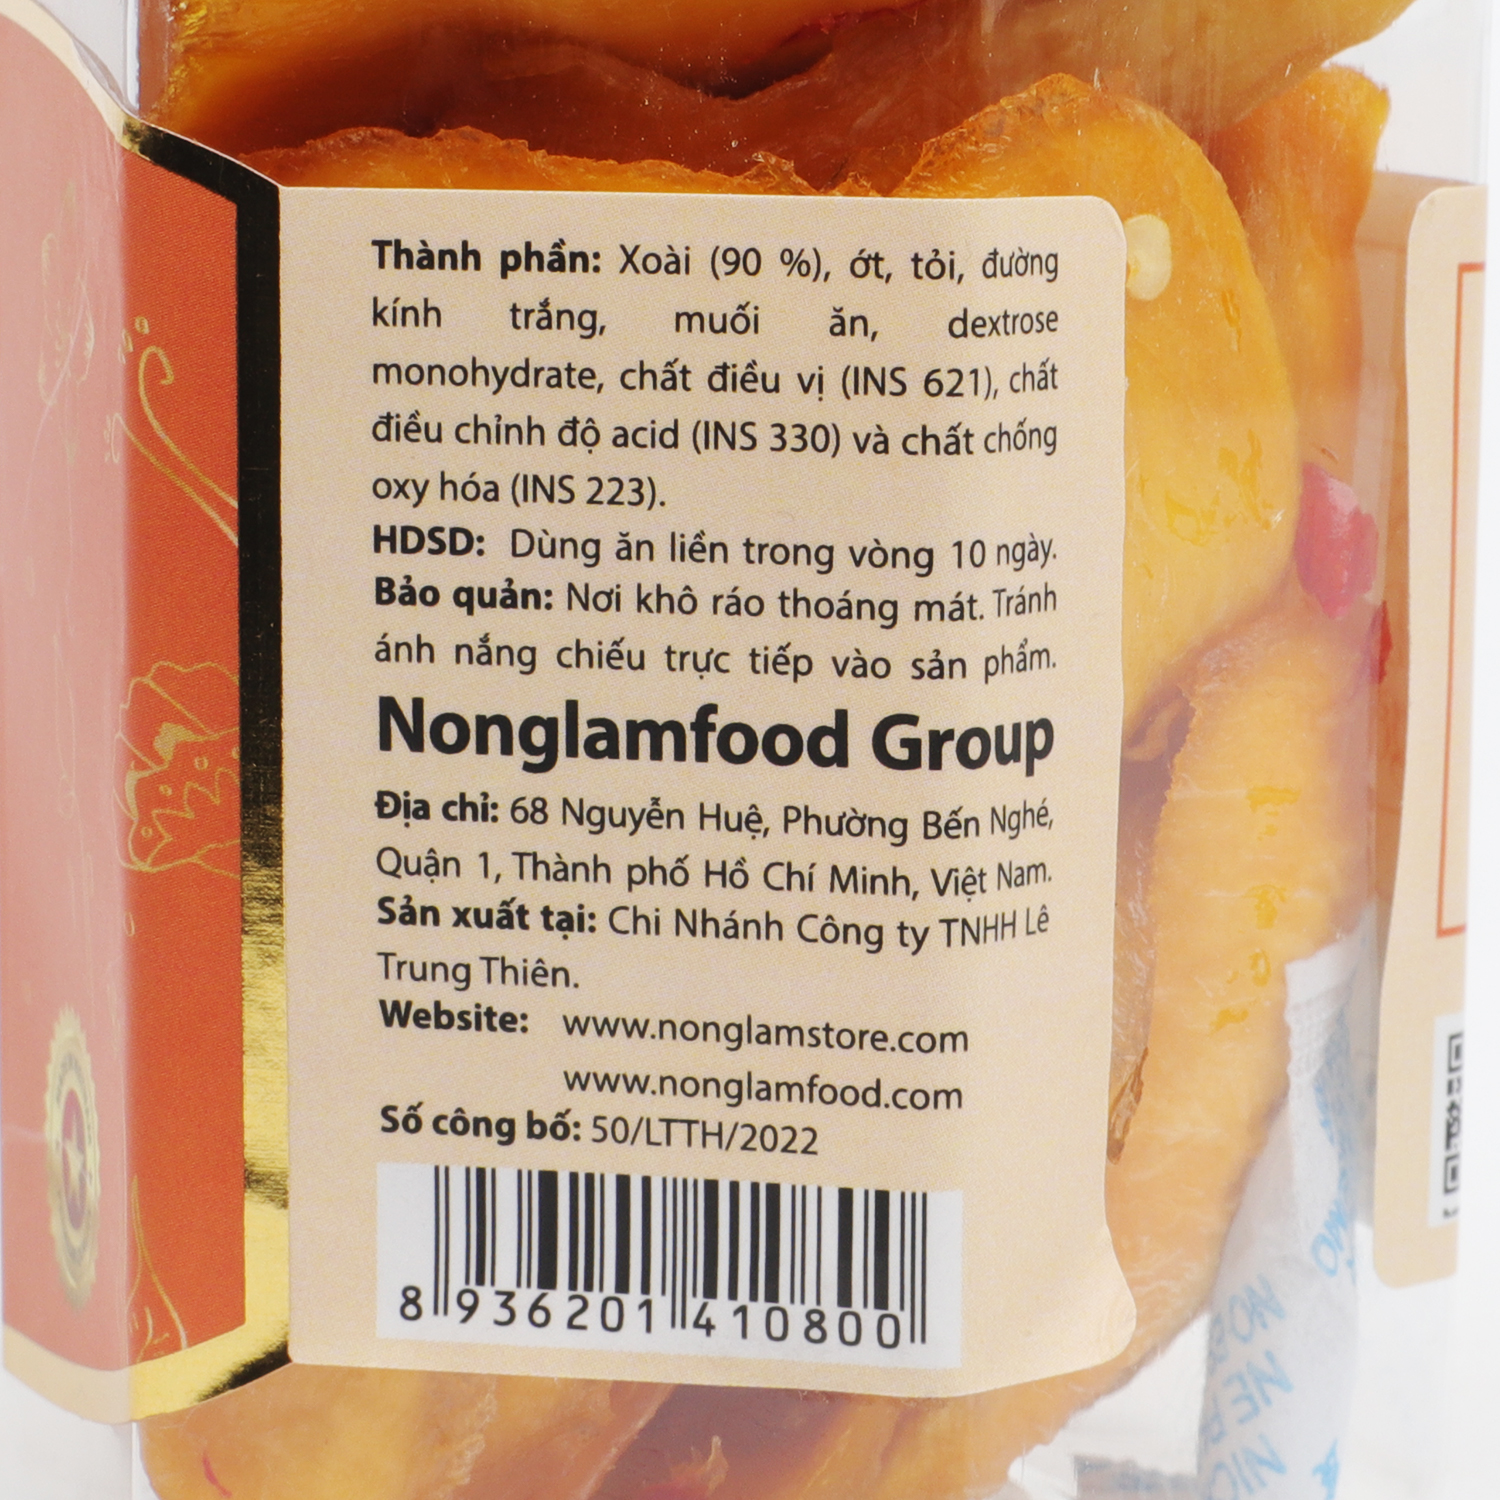 Thành phần: Xoài (90 %), ớt, tỏi, đường
kính trắng, muối ăn, dextrose
monohydrate, chất điều vị (INS 621), chất
điều chỉnh độ acid (INS 330) và chất chống
oxy hóa (INS 223).
HDSD: Dùng ăn liền trong vòng 10 ngày.
Bảo quản: Nơi khô ráo thoáng mát. Tránh
ánh nắng chiếu trực tiếp vào sản phẩm.
Nonglamfood Group
Địa chỉ: 68 Nguyễn Huệ, Phường Bến Nghé,
Quận 1, Thành phố Hồ Chí Minh, Việt Nam.
Sản xuất tại: Chi Nhánh Công ty TNHH Lê
Trung Thiên.
Website: www.nonglamstore.com
www.nonglamfood.com
Số công bố: 50/LTTH/2022
8 936201 410800